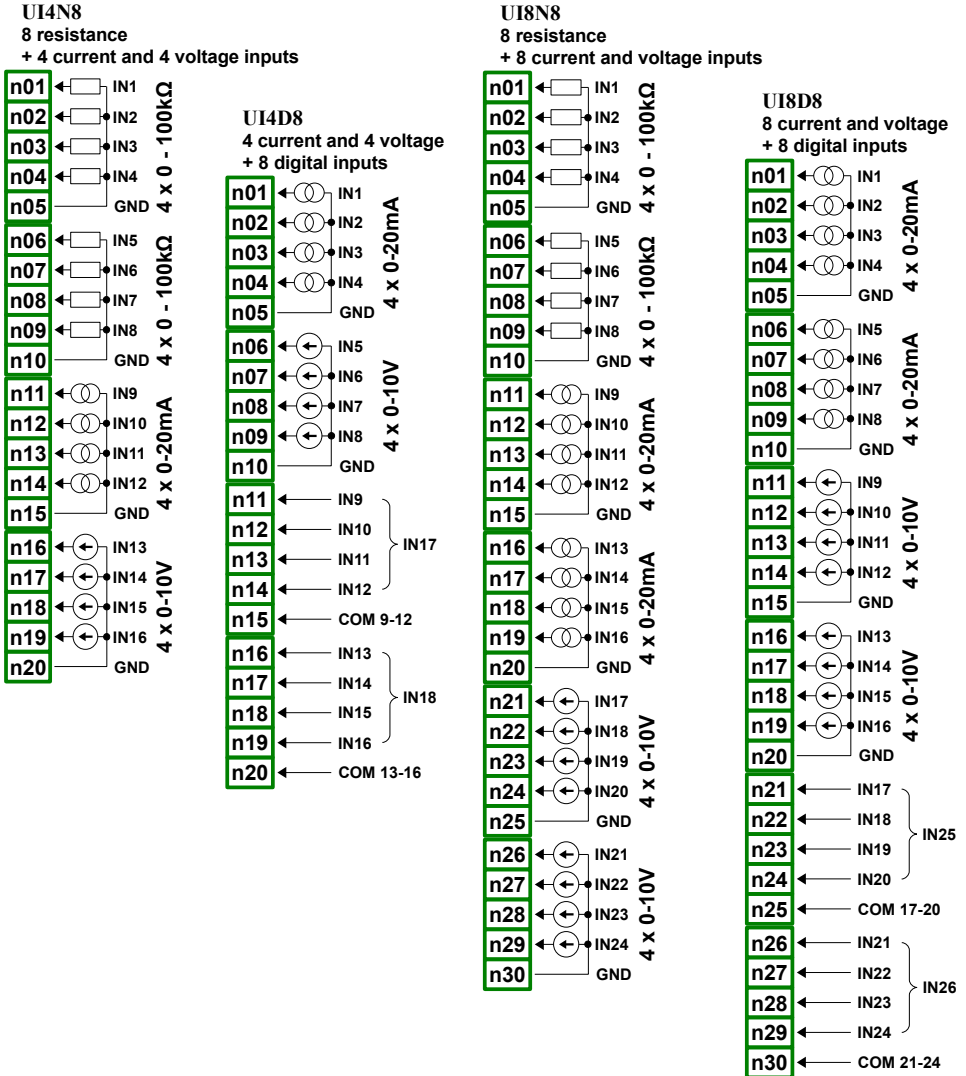 UI4N8
8 resistance
+ 4 current and 4 voltage inputs
n01 IN1
n02 IN2
n03 IN3
n04 IN4
n05 GND
4 x 0 - 100kΩ
n06 IN5
n07 IN6
n08 IN7
n09 IN8
n10 GND
4 x 0 - 100kΩ
n11 IN9
n12 IN10
n13 IN11
n14 IN12
n15 GND
4 x 0-20mA
n16 IN13
n17 IN14
n18 IN15
n19 IN16
n20 GND
4 x 0-10V
UI4D8
4 current and 4 voltage
+ 8 digital inputs
n01 IN1
n02 IN2
n03 IN3
n04 IN4
n05 GND
4 x 0-20mA
n06 IN5
n07 IN6
n08 IN7
n09 IN8
n10 GND
4 x 0-10V
n11 IN9
n12 IN10
n13 IN11
n14 IN12
IN17
n15 COM 9-12
n16 IN13
n17 IN14
n18 IN15
n19 IN16
IN18
n20 COM 13-16
UI8N8
8 resistance
+ 8 current and voltage inputs
n01 IN1
n02 IN2
n03 IN3
n04 IN4
n05 GND
4 x 0 - 100kΩ
n06 IN5
n07 IN6
n08 IN7
n09 IN8
n10 GND
4 x 0 - 100kΩ
n11 IN9
n12 IN10
n13 IN11
n14 IN12
n15 GND
4 x 0-20mA
n16 IN13
n17 IN14
n18 IN15
n19 IN16
n20 GND
4 x 0-20mA
n21 IN17
n22 IN18
n23 IN19
n24 IN20
n25 GND
4 x 0-10V
n26 IN21
n27 IN22
n28 IN23
n29 IN24
n30 GND
4 x 0-10V
UI8D8
8 current and voltage
+ 8 digital inputs
n01 IN1
n02 IN2
n03 IN3
n04 IN4
n05 GND
4 x 0-20mA
n06 IN5
n07 IN6
n08 IN7
n09 IN8
n10 GND
4 x 0-20mA
n11 IN9
n12 IN10
n13 IN11
n14 IN12
n15 GND
4 x 0-10V
n16 IN13
n17 IN14
n18 IN15
n19 IN16
n20 GND
4 x 0-10V
n21 IN17
n22 IN18
n23 IN19
n24 IN20
IN25
n25 COM 17-20
n26 IN21
n27 IN22
n28 IN23
n29 IN24
IN26
n30 COM 21-24